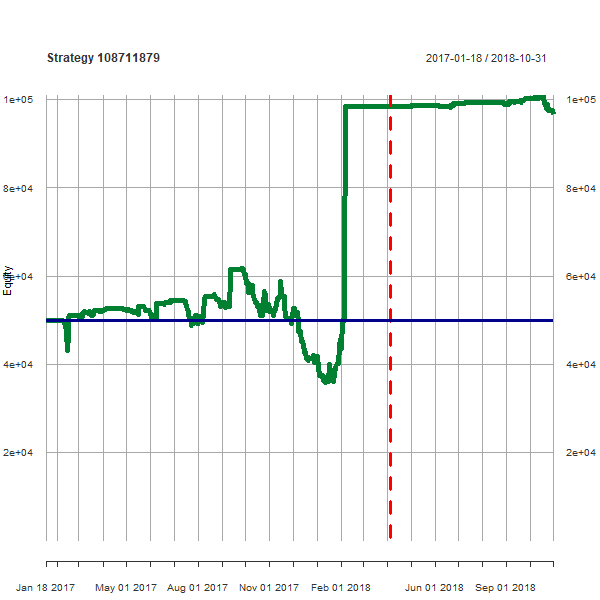 Strategy 108711879
2017-01-18 / 2018-10-31
1e+05
1e+05
8e+04
8e+04
Equity
6e+04
6e+04
4e+04
4e+04
2e+04
2e+04
Jan 18 2017
May 01 2017
Aug 01 2017
Nov 01 2017
Feb 01 2018
Jun 01 2018
Sep 01 2018